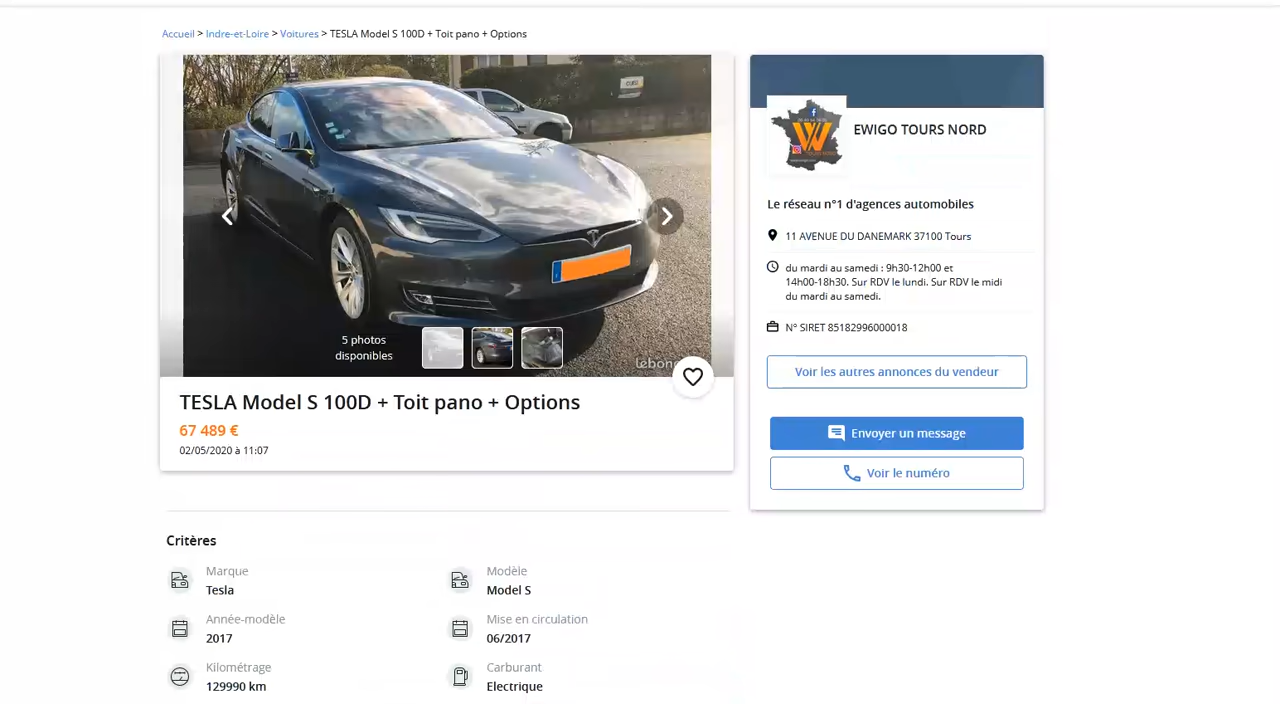 Accueil > Indre-et-Loire > Voitures > TESLA Model S 100D + Toit pano + Options
5 photos
disponibles
lebonc
TESLA Model S 100D + Toit pano + Options
67 489 €
02/05/2020 à 11:07
EWIGO TOURS NORD
Le réseau n°1 d'agences automobiles
11 AVENUE DU DANEMARK 37100 Tours
du mardi au samedi : 9h30-12h00 et
14h00-18h30. Sur RDV le lundi. Sur RDV le midi
du mardi au samedi.
N° SIRET 85182996000018
Voir les autres annonces du vendeur
Envoyer un message
Voir le numéro
Critères
Marque
Tesla
Modèle
Model S
Année-modèle
2017
Mise en circulation
06/2017
Kilométrage
129990 km
Carburant
Electrique